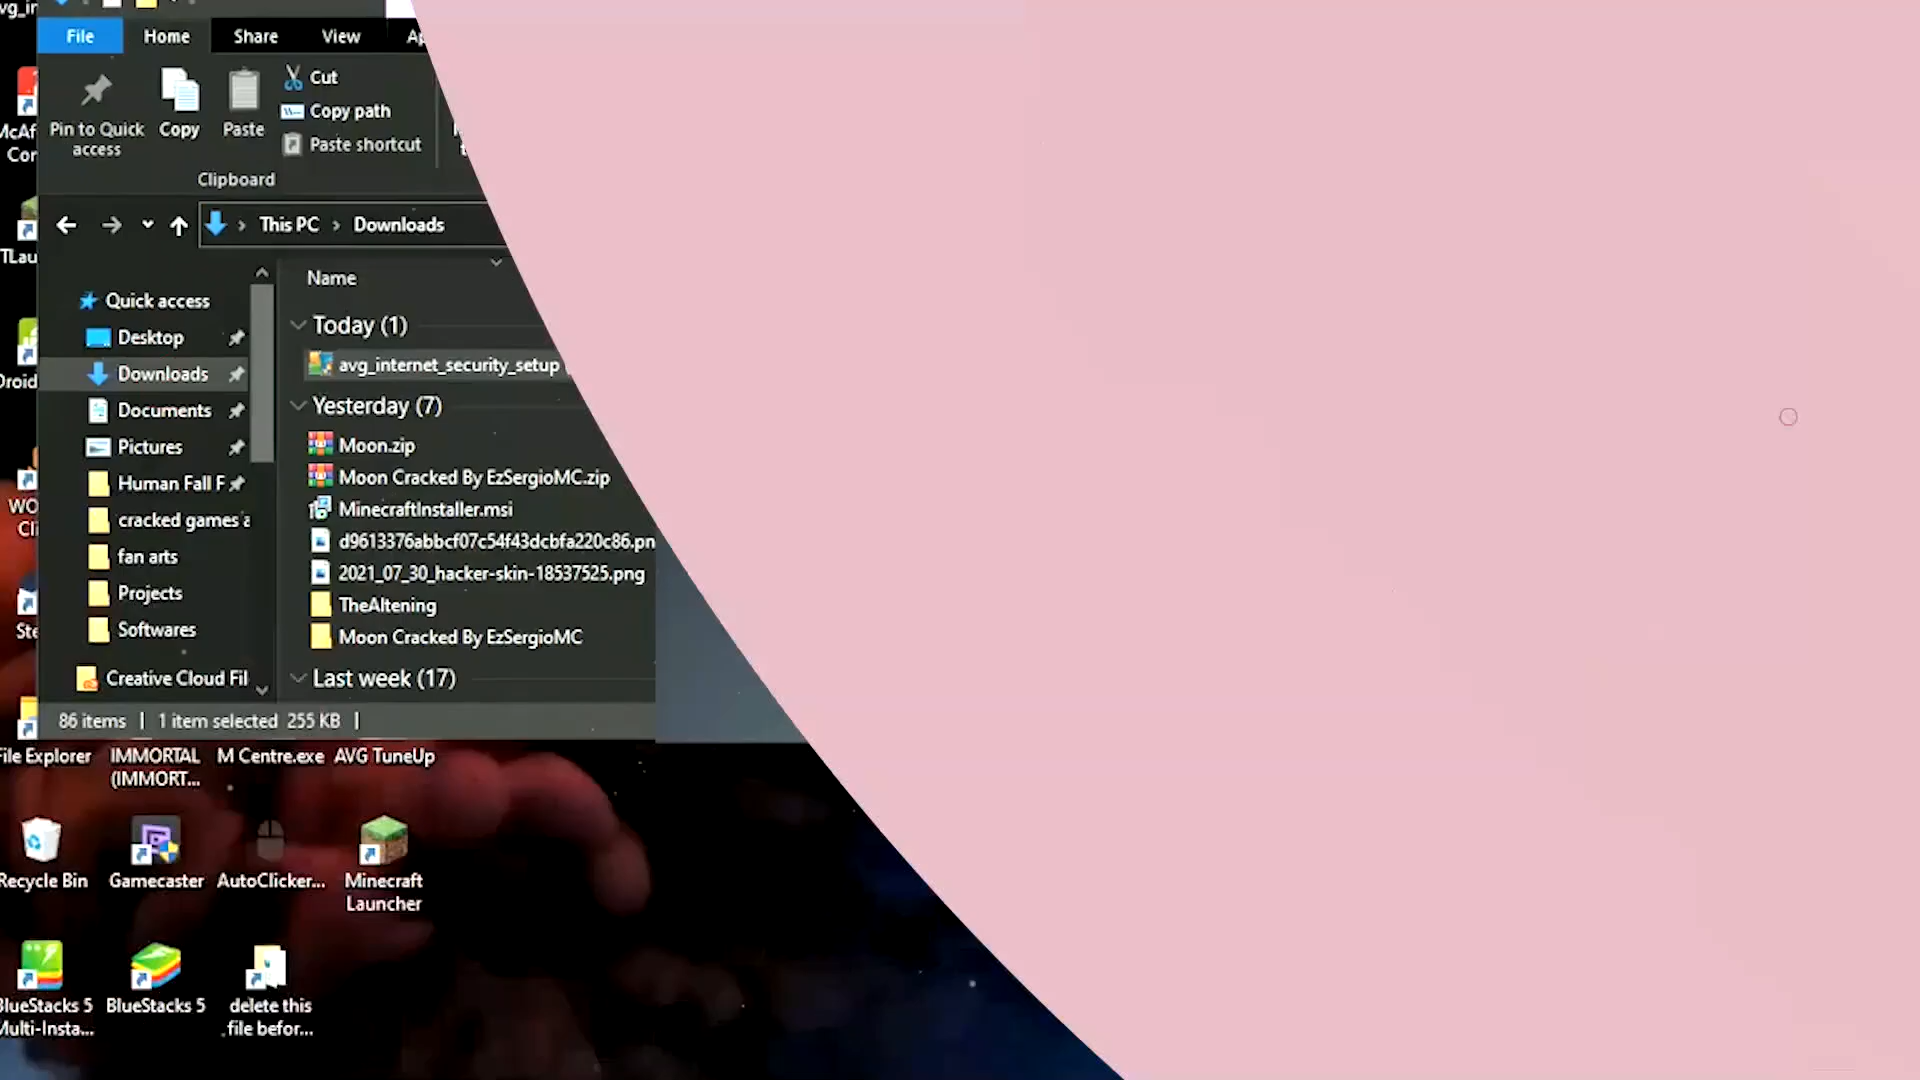 vg_in
File
Home
Share
View
Ap
Cut
Copy path
Paste shortcut
Pin to Quick
access
Copy
Paste
Clipboard
McAf
Con
This PC
Downloads
TLau
Name
Quick access
Today (1)
Desktop
avg_internet_security_setup
Downloads
Droid
Documents
Yesterday (7)
Pictures
Moon.zip
Human Fall F
Moon Cracked By EzSergioMC.zip
WO
Cli
cracked games a
MinecraftInstaller.msi
fan arts
d9613376abbcf07c54f43dcbfa220c86.pn
Projects
2021_07_30_hacker-skin-18537525.png
TheAltening
Ste
Softwares
Moon Cracked By EzSergioMC
Creative Cloud Fil
Last week (17)
86 items
1 item selected 255 KB
File Explorer
IMMORTAL
(IMMORT...
M Centre.exe
AVG TuneUp
Recycle Bin
Gamecaster
AutoClicker...
Minecraft
Launcher
BlueStacks 5
Multi-Insta...
BlueStacks 5
delete this
file befor...